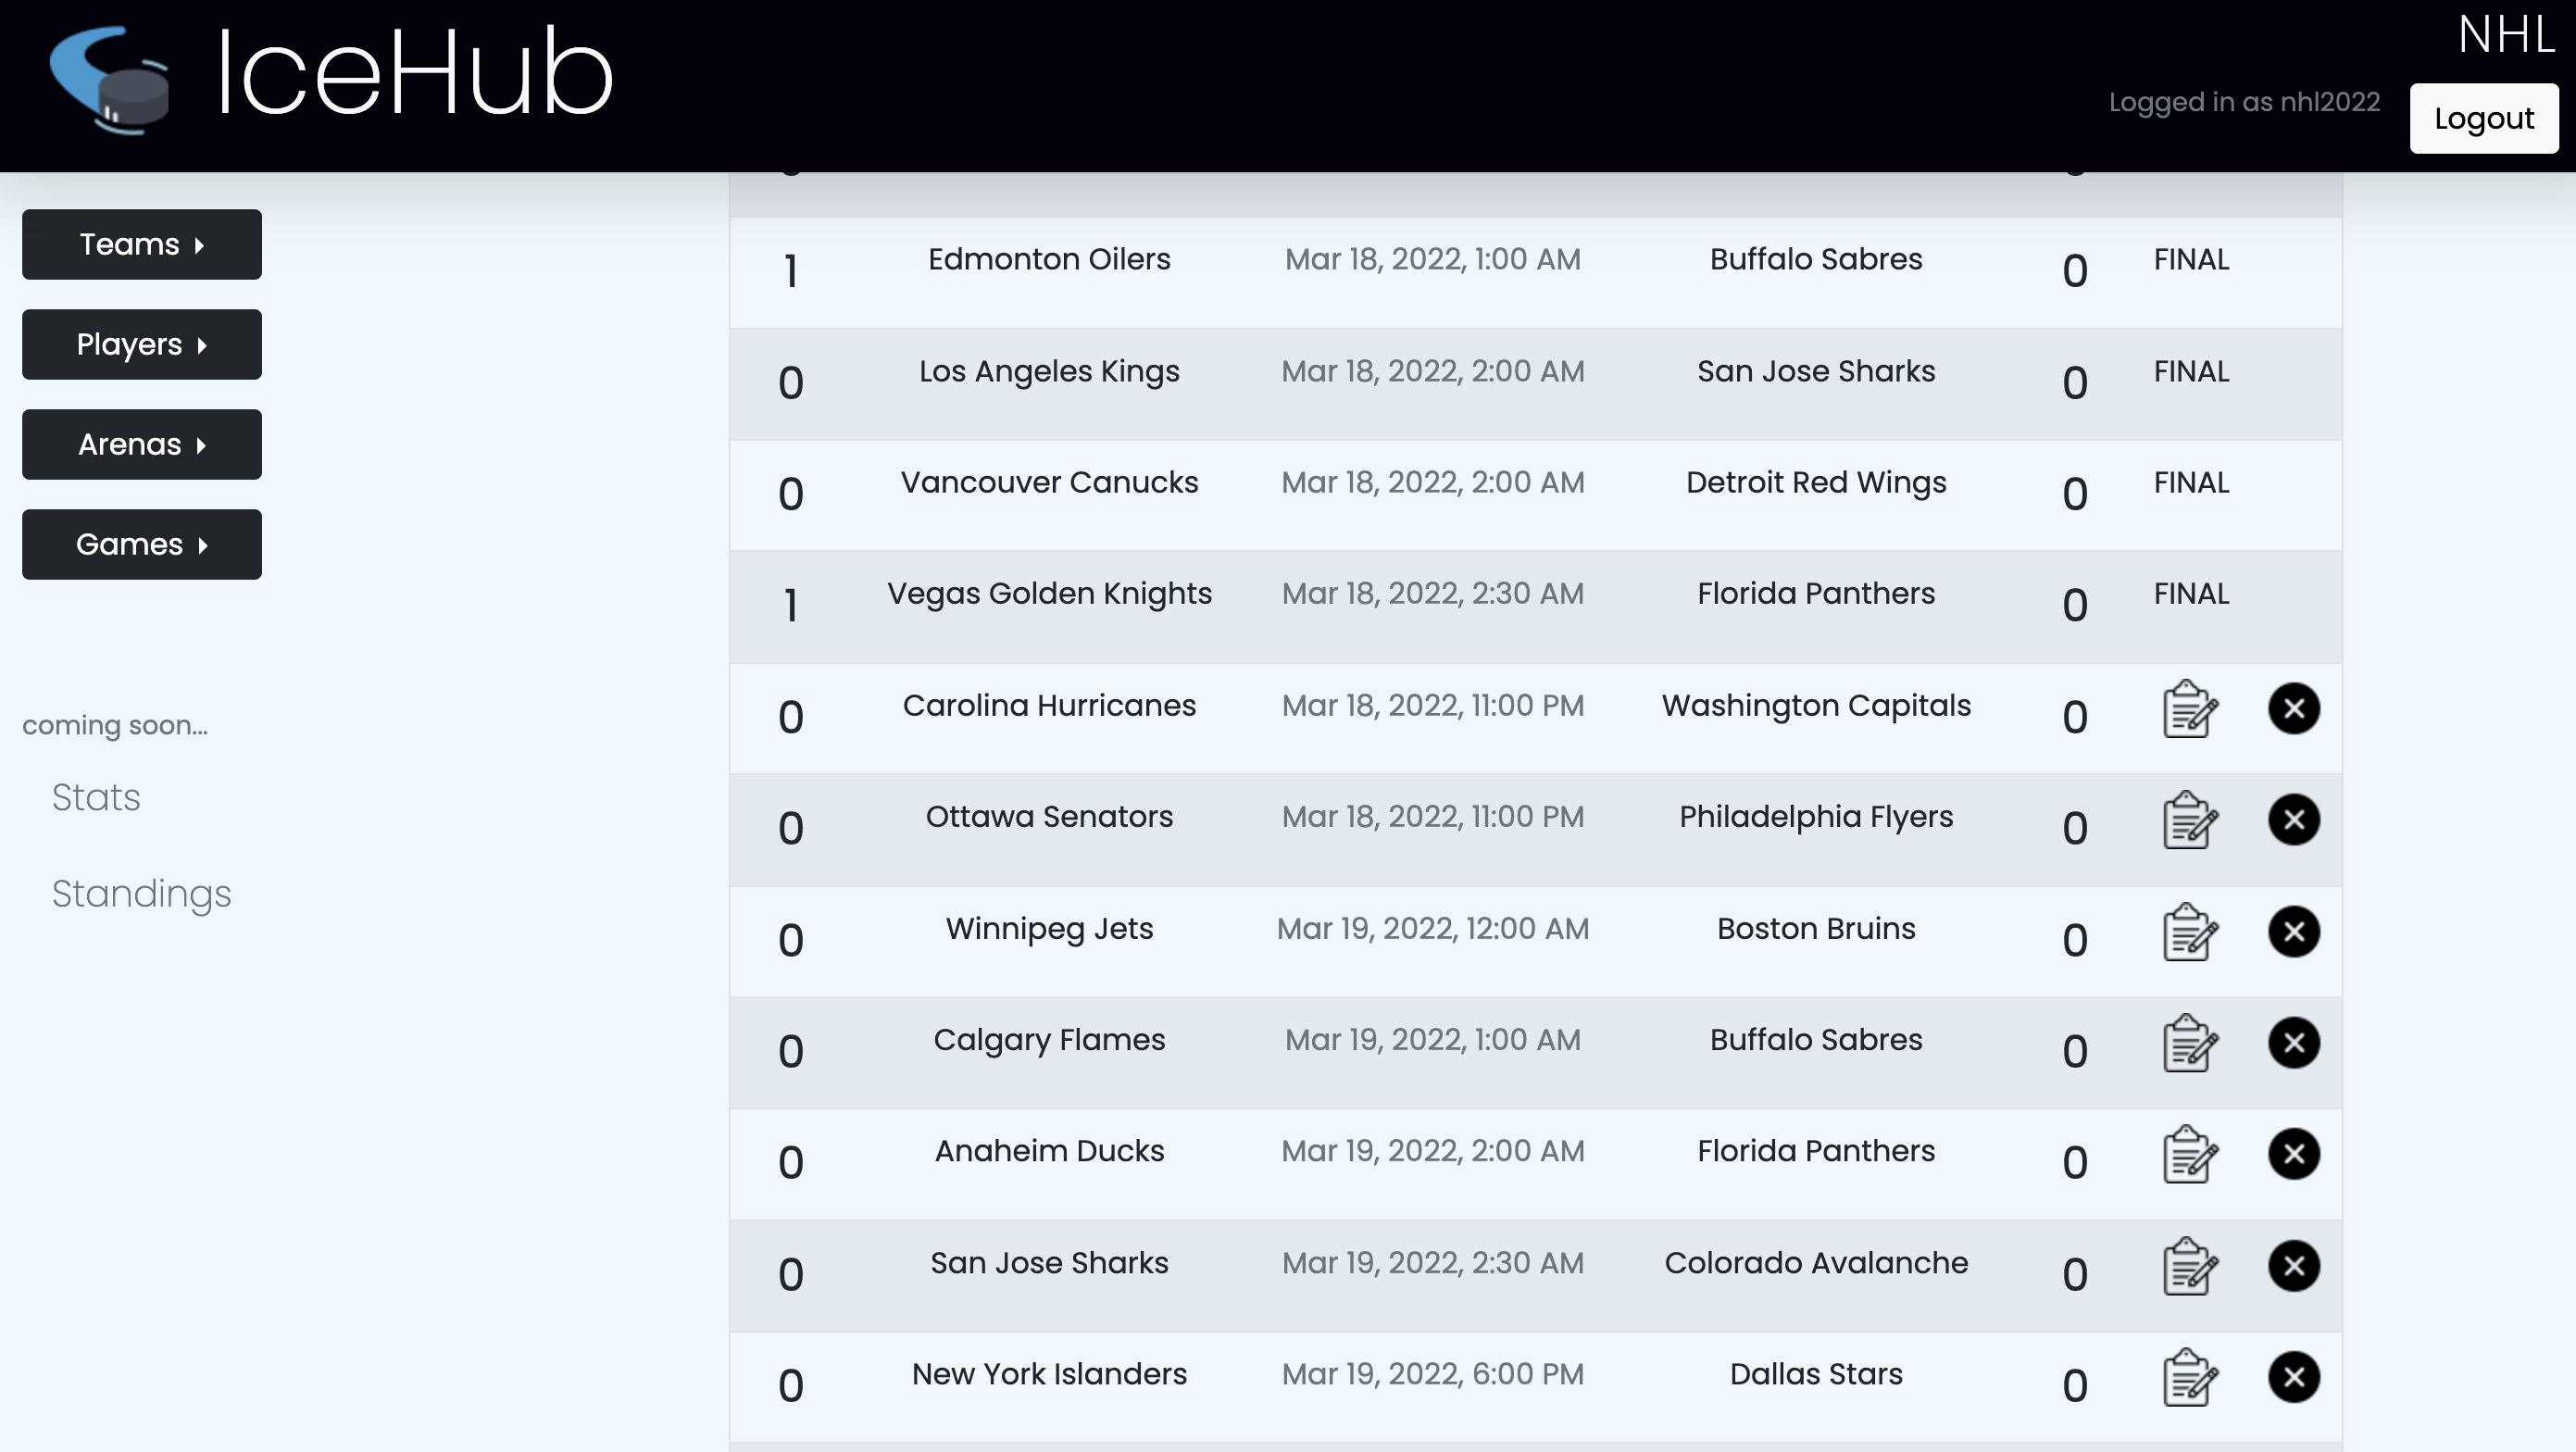 IceHub
NHL
Logged in as nhl2022
Logout
Teams
Players
Arenas
Games
coming soon...
Stats
Standings
1 Edmonton Oilers Mar 18, 2022, 1:00 AM Buffalo Sabres 0 FINAL
0 Los Angeles Kings Mar 18, 2022, 2:00 AM San Jose Sharks 0 FINAL
0 Vancouver Canucks Mar 18, 2022, 2:00 AM Detroit Red Wings 0 FINAL
1 Vegas Golden Knights Mar 18, 2022, 2:30 AM Florida Panthers 0 FINAL
0 Carolina Hurricanes Mar 18, 2022, 11:00 PM Washington Capitals 0
0 Ottawa Senators Mar 18, 2022, 11:00 PM Philadelphia Flyers 0
0 Winnipeg Jets Mar 19, 2022, 12:00 AM Boston Bruins 0
0 Calgary Flames Mar 19, 2022, 1:00 AM Buffalo Sabres 0
0 Anaheim Ducks Mar 19, 2022, 2:00 AM Florida Panthers 0
0 San Jose Sharks Mar 19, 2022, 2:30 AM Colorado Avalanche 0
0 New York Islanders Mar 19, 2022, 6:00 PM Dallas Stars 0